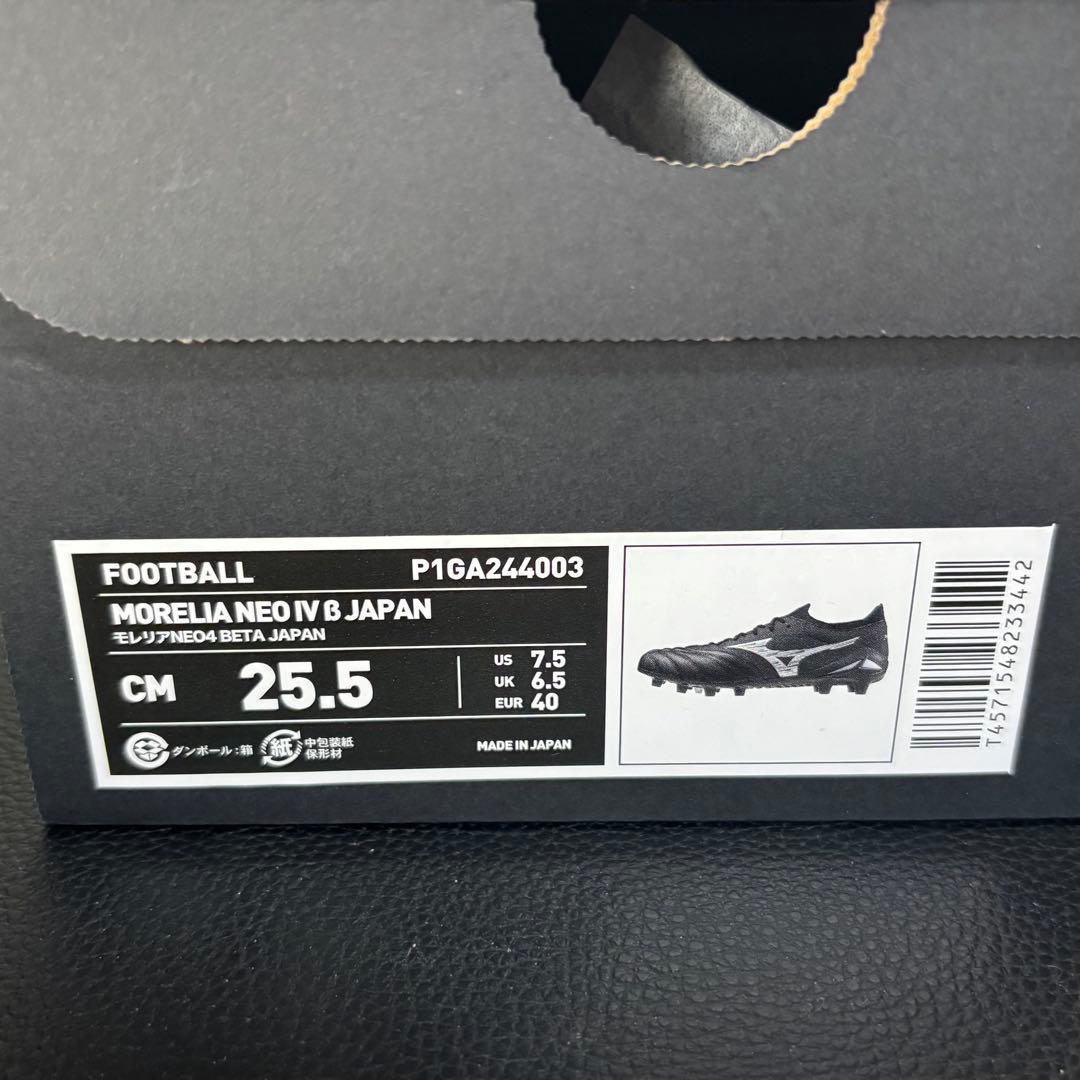 FOOTBALL P1GA244003
MORELIA NEO IV β JAPAN
モレリアNEO4 BETA JAPAN
CM 25.5
US 7.5
UK 6.5
EUR 40
ダンボール:箱
紙
中包装紙
保形材
MADE IN JAPAN
T4571548233442